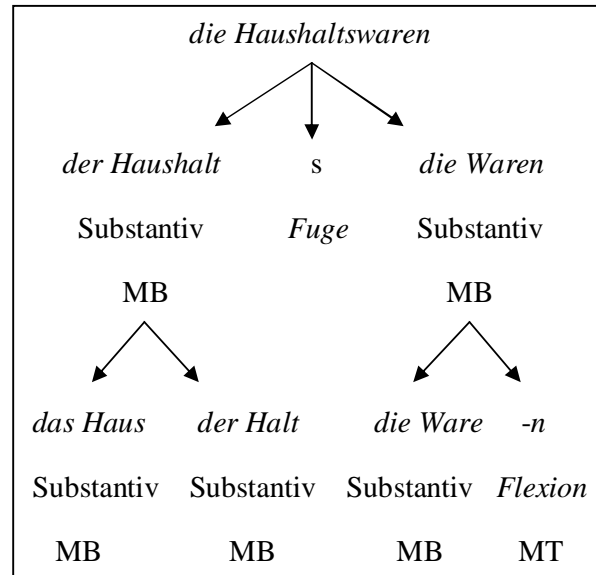 die Haushaltswaren
der Haushalt s die Waren
Substantiv Fuge Substantiv
MB MB
das Haus der Halt die Ware -n
Substantiv Substantiv Substantiv Flexion
MB MB MB MT